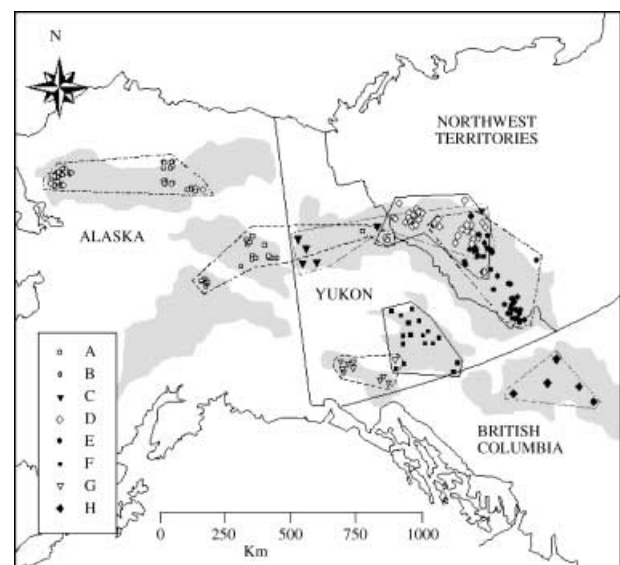 N
NORTHWEST
TERRITORIES
ALASKA
YUKON
BRITISH
COLUMBIA
A
B
C
D
E
F
G
H
0 250 500 750 1000
Km